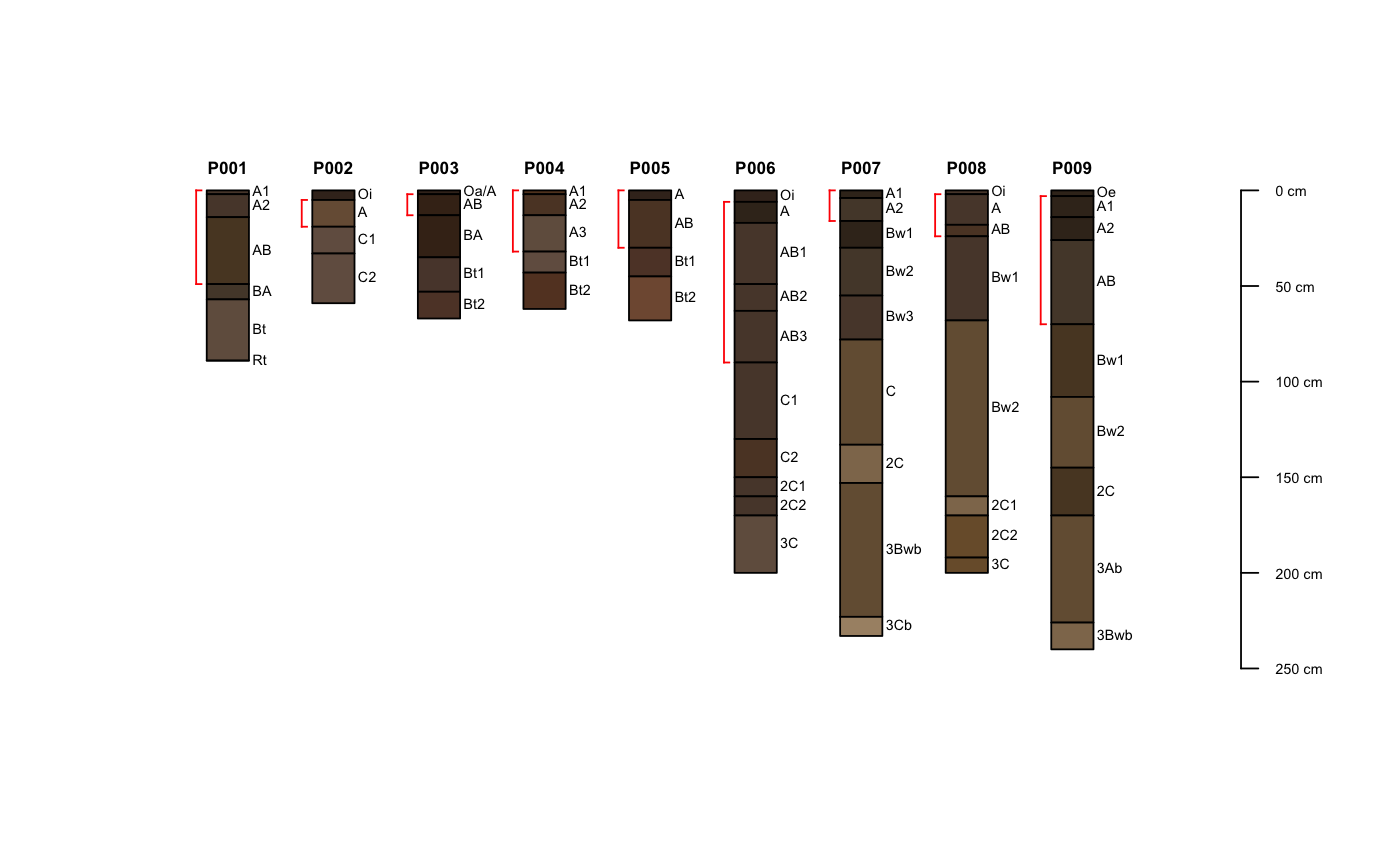 P001 P002 P003 P004 P005 P006 P007 P008 P009
A1
A2
AB
BA
Bt
Rt
Oi
A
C1
C2
Oa/A
AB
BA
Bt1
Bt2
A1
A2
A3
Bt1
Bt2
A
AB
Bt1
Bt2
Oi
A
AB1
AB2
AB3
C1
C2
2C1
2C2
3C
A1
A2
Bw1
Bw2
Bw3
C
2C
3Bwb
3Cb
Oi
A
AB
Bw1
Bw2
2C1
2C2
3C
Oe
A1
A2
AB
Bw1
Bw2
2C
3Ab
3Bwb
0 cm
50 cm
100 cm
150 cm
200 cm
250 cm